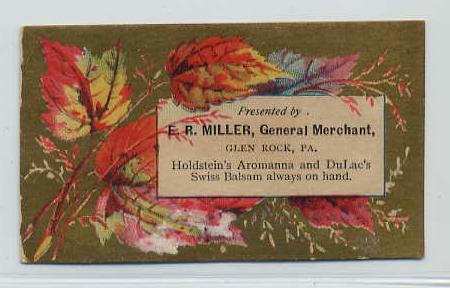 Presented by .
E. R. MILLER, General Merchant,
GLEN ROCK, PA.
Holdstein's Aromanna and DuLac's
Swiss Balsam always on hand.